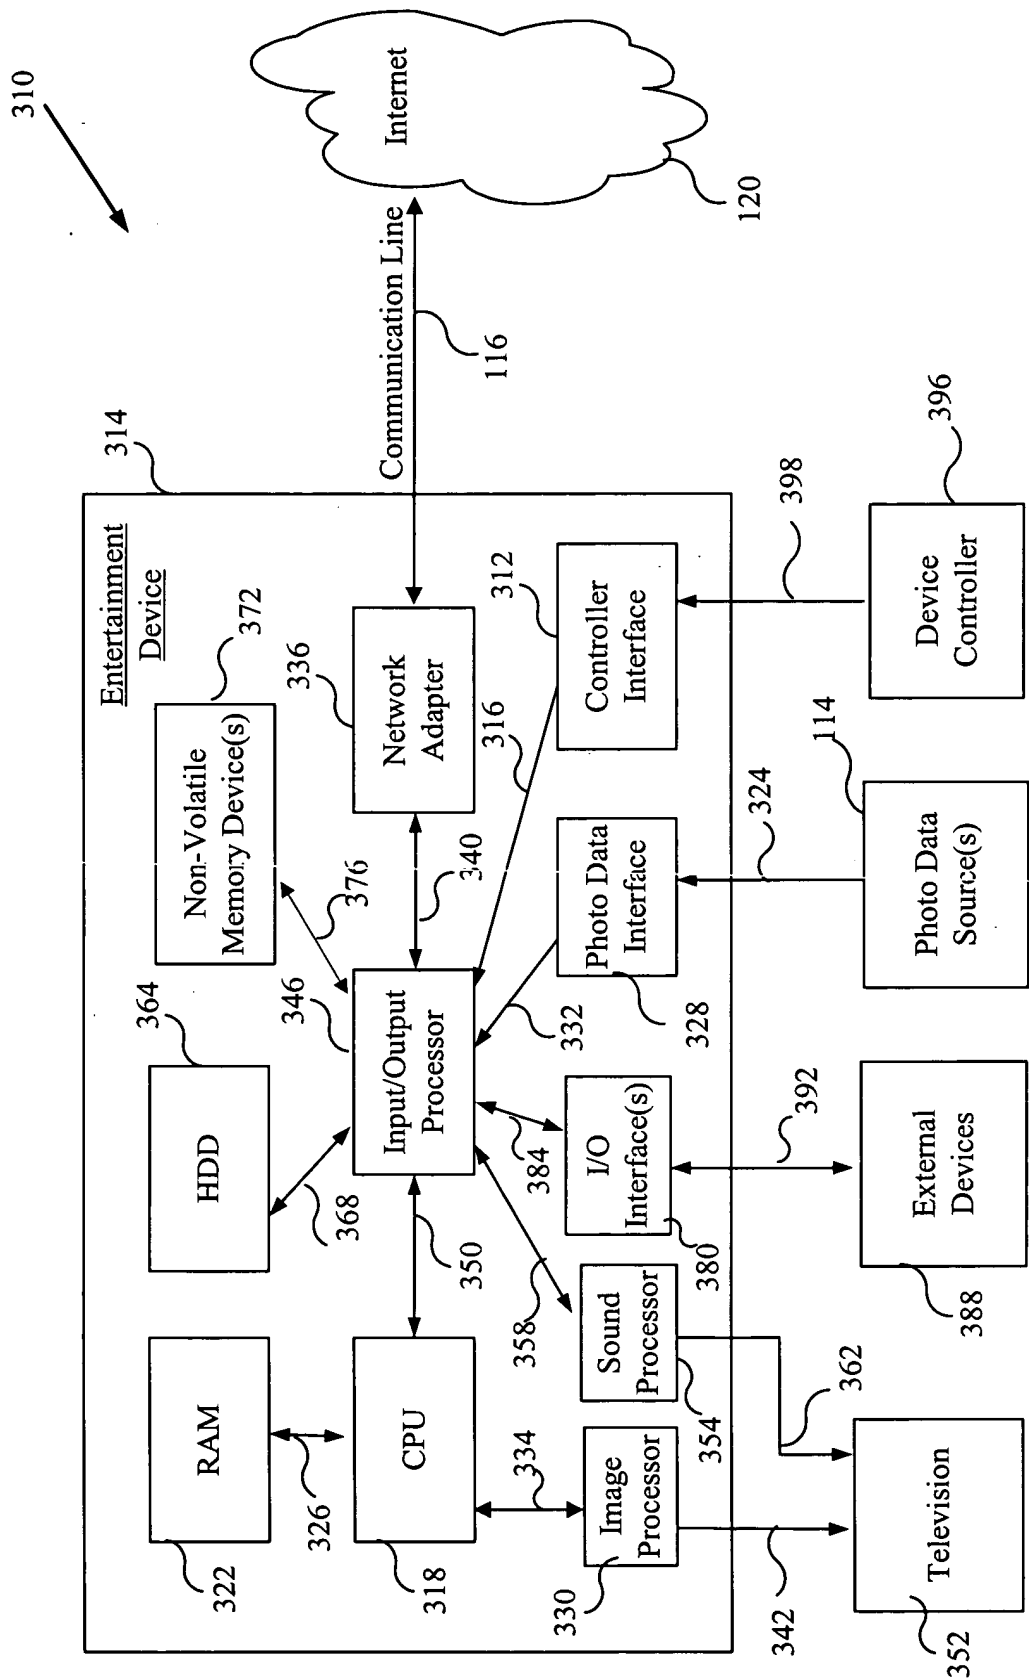 310
314
Entertainment
Device
322
RAM
326
364
HDD
368
372
Non-Volatile
Memory Device(s)
376
318
CPU
350
346
Input/Output
Processor
340
336
Network
Adapter
Communication Line
116
Internet
120
334
358
384
332
316
330
Image
Processor
354
Sound
Processor
380
I/O
Interface(s)
328
Photo Data
Interface
312
Controller
Interface
342
362
392
324
398
352
Television
388
External
Devices
114
Photo Data
Source(s)
396
Device
Controller